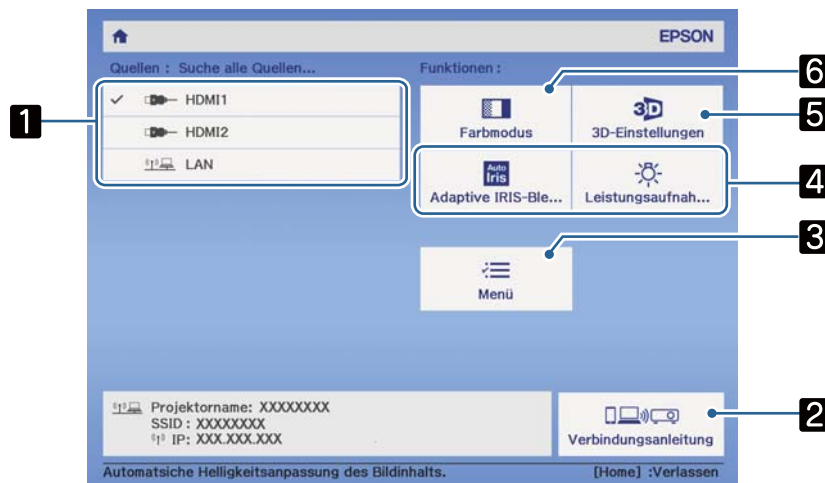 EPSON
Quellen : Suche alle Quellen...
Funktionen :
1
✓ HDMI1
HDMI2
LAN
6
Farbmodus
5
3D
3D-Einstellungen
4
Auto
Iris
Adaptive IRIS-Ble...
Leistungsaufnah...
3
Menü
Projektorname: XXXXXXXX
SSID : XXXXXXXX
IP: XXX.XXX.XXX
2
Verbindungsanleitung
Automatsiche Helligkeitsanpassung des Bildinhalts.
[Home] :Verlassen